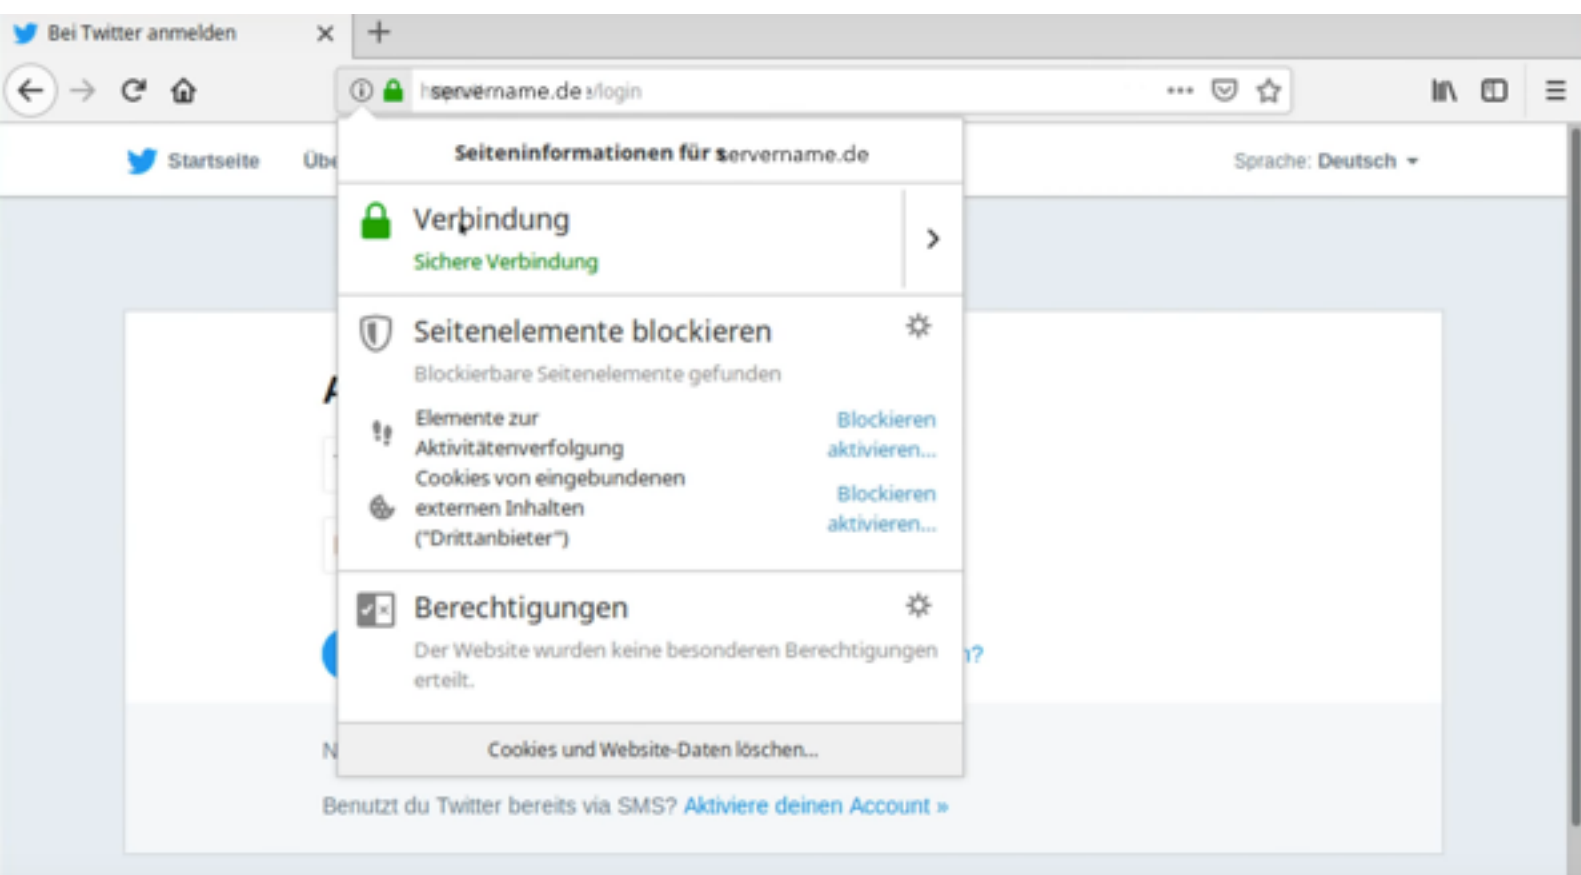 Bei Twitter anmelden
servername.de /login
Startseite Übe
Sprache: Deutsch
Seiteninformationen für servername.de
Verbindung
Sichere Verbindung
Seitenelemente blockieren
Blockierbare Seitenelemente gefunden
Elemente zur
Aktivitätenverfolgung
Blockieren
aktivieren...
Cookies von eingebundenen
externen Inhalten
("Drittanbieter")
Blockieren
aktivieren...
Berechtigungen
Der Website wurden keine besonderen Berechtigungen
erteilt.
n?
Cookies und Website-Daten löschen...
N
Benutzt du Twitter bereits via SMS? Aktiviere deinen Account »